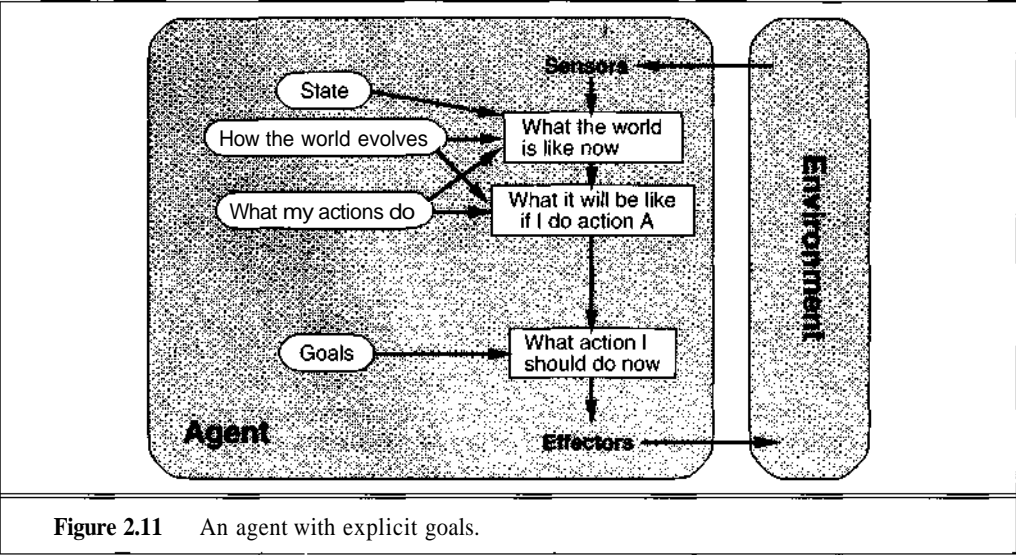 Sensors
State
What the world
is like now
How the world evolves
What it will be like
if I do action A
What my actions do
Environment
Goals
What action I
should do now
Agent
Effectors
Figure 2.11 An agent with explicit goals.